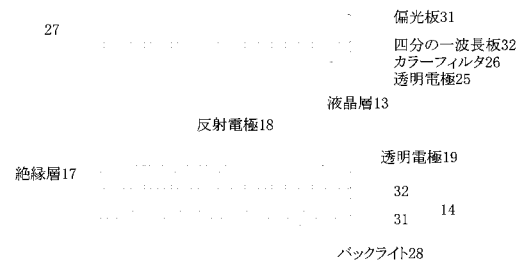 偏光板31
27
四分の一波長板32
カラーフィルタ26
透明電極25
液晶層13
反射電極18
透明電極19
絶縁層17
32
14
31
バックライト28